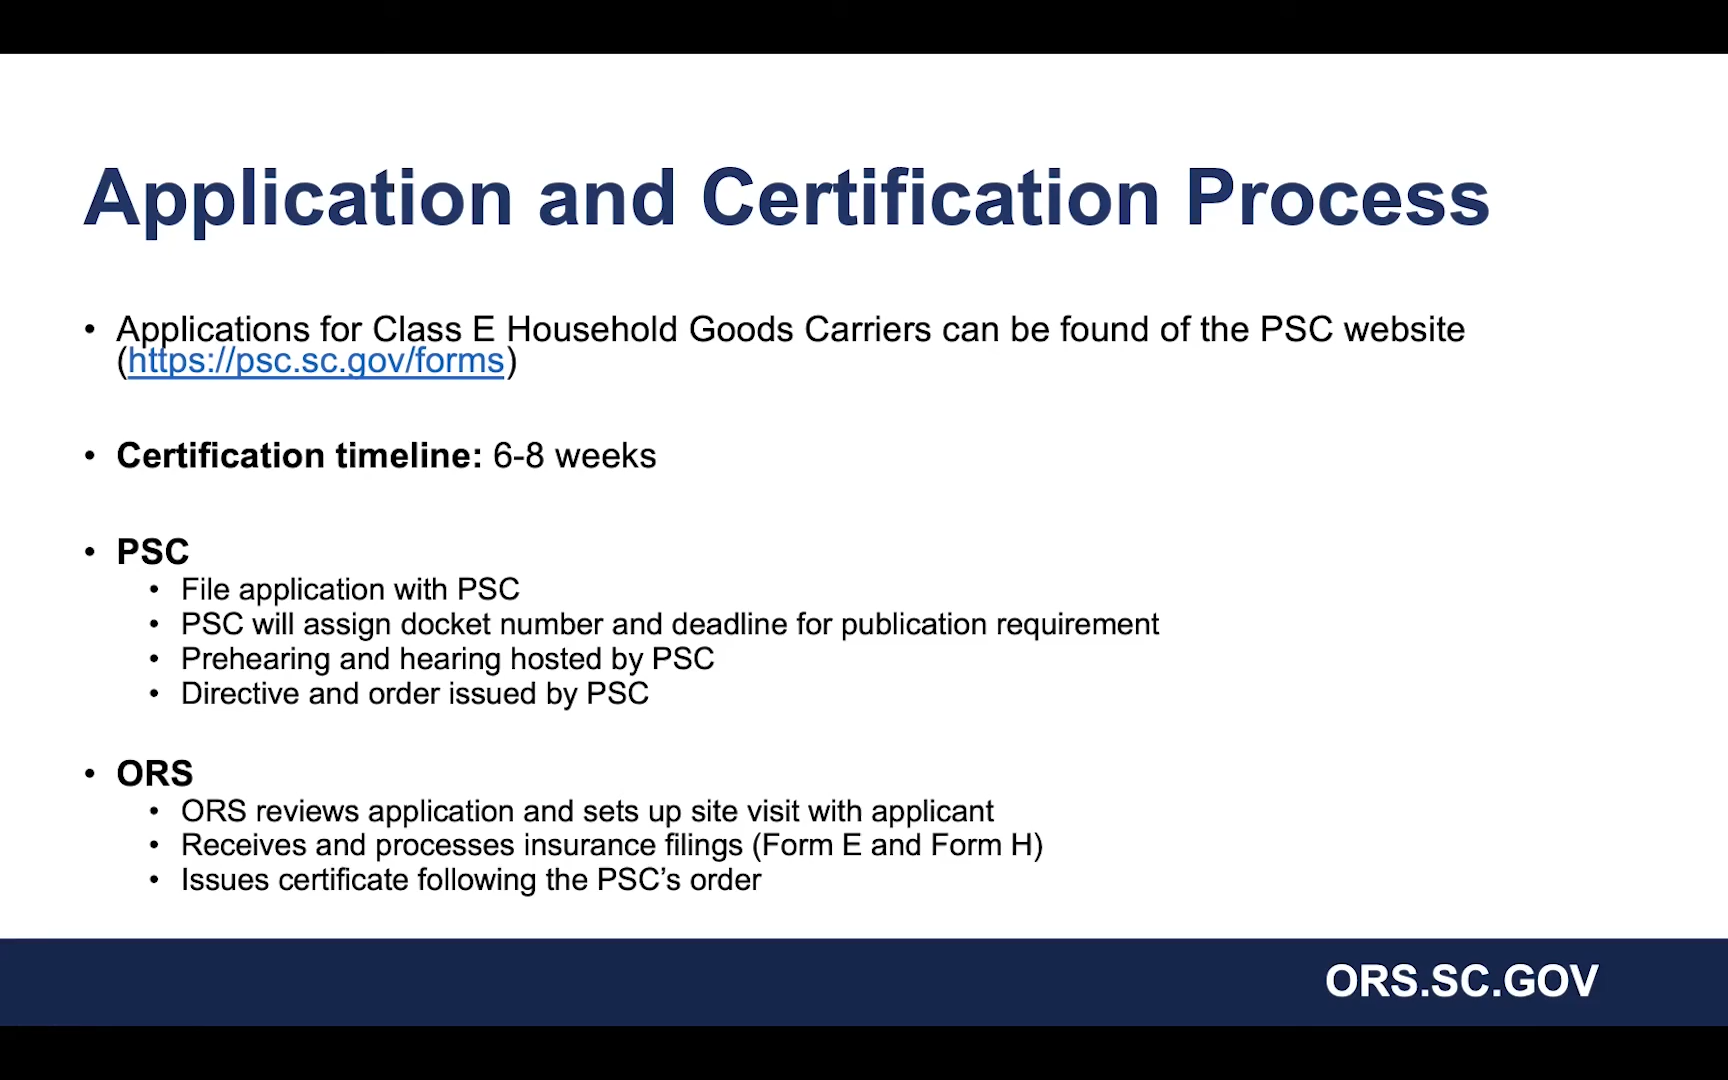 Application and Certification Process
• Applications for Class E Household Goods Carriers can be found of the PSC website
(https://psc.sc.gov/forms)
• Certification timeline: 6-8 weeks
• PSC
• File application with PSC
• PSC will assign docket number and deadline for publication requirement
• Prehearing and hearing hosted by PSC
• Directive and order issued by PSC
• ORS
• ORS reviews application and sets up site visit with applicant
• Receives and processes insurance filings (Form E and Form H)
• Issues certificate following the PSC’s order
ORS.SC.GOV